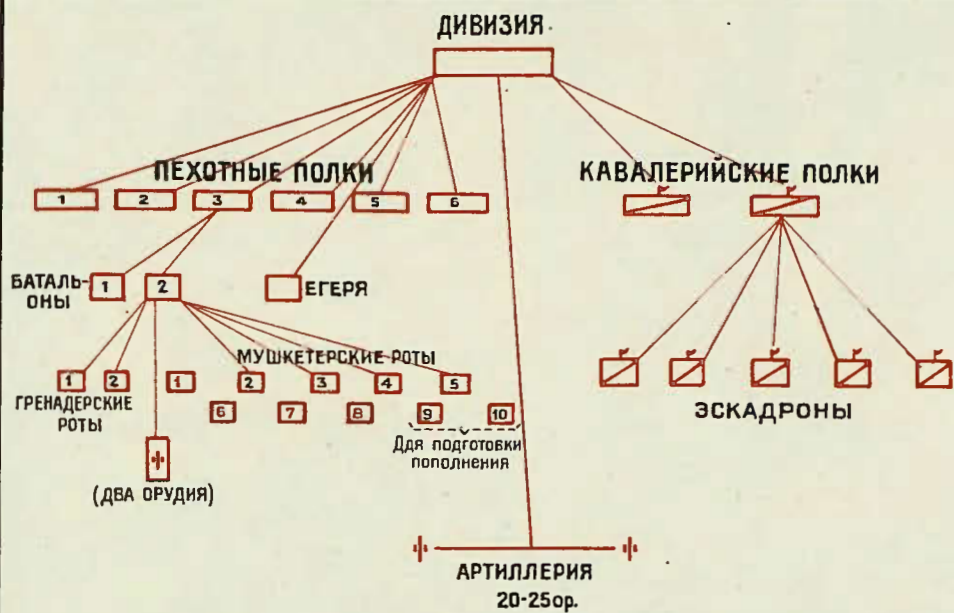 ДИВИЗИЯ
ПЕХОТНЫЕ ПОЛКИ
КАВАЛЕРИЙСКИЕ ПОЛКИ
1 2 3 4 5 6
БАТАЛЬ-
ОНЫ
1 2
ЕГЕРЯ
МУШКЕТЕРСКИЕ РОТЫ
1 2 1 2 3 4 5
ГРЕНАДЕРСКИЕ
РОТЫ
6 7 8 9 10
Для подготовки
пополнения
ЭСКАДРОНЫ
(ДВА ОРУДИЯ)
АРТИЛЛЕРИЯ
20-25ор.